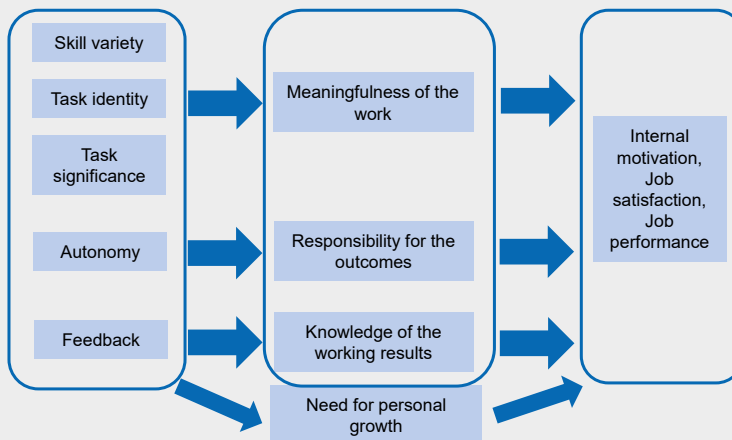 Skill variety
Task identity
Task
significance
Autonomy
Feedback
Meaningfulness of the
work
Responsibility for the
outcomes
Knowledge of the
working results
Need for personal
growth
Internal
motivation,
Job
satisfaction,
Job
performance